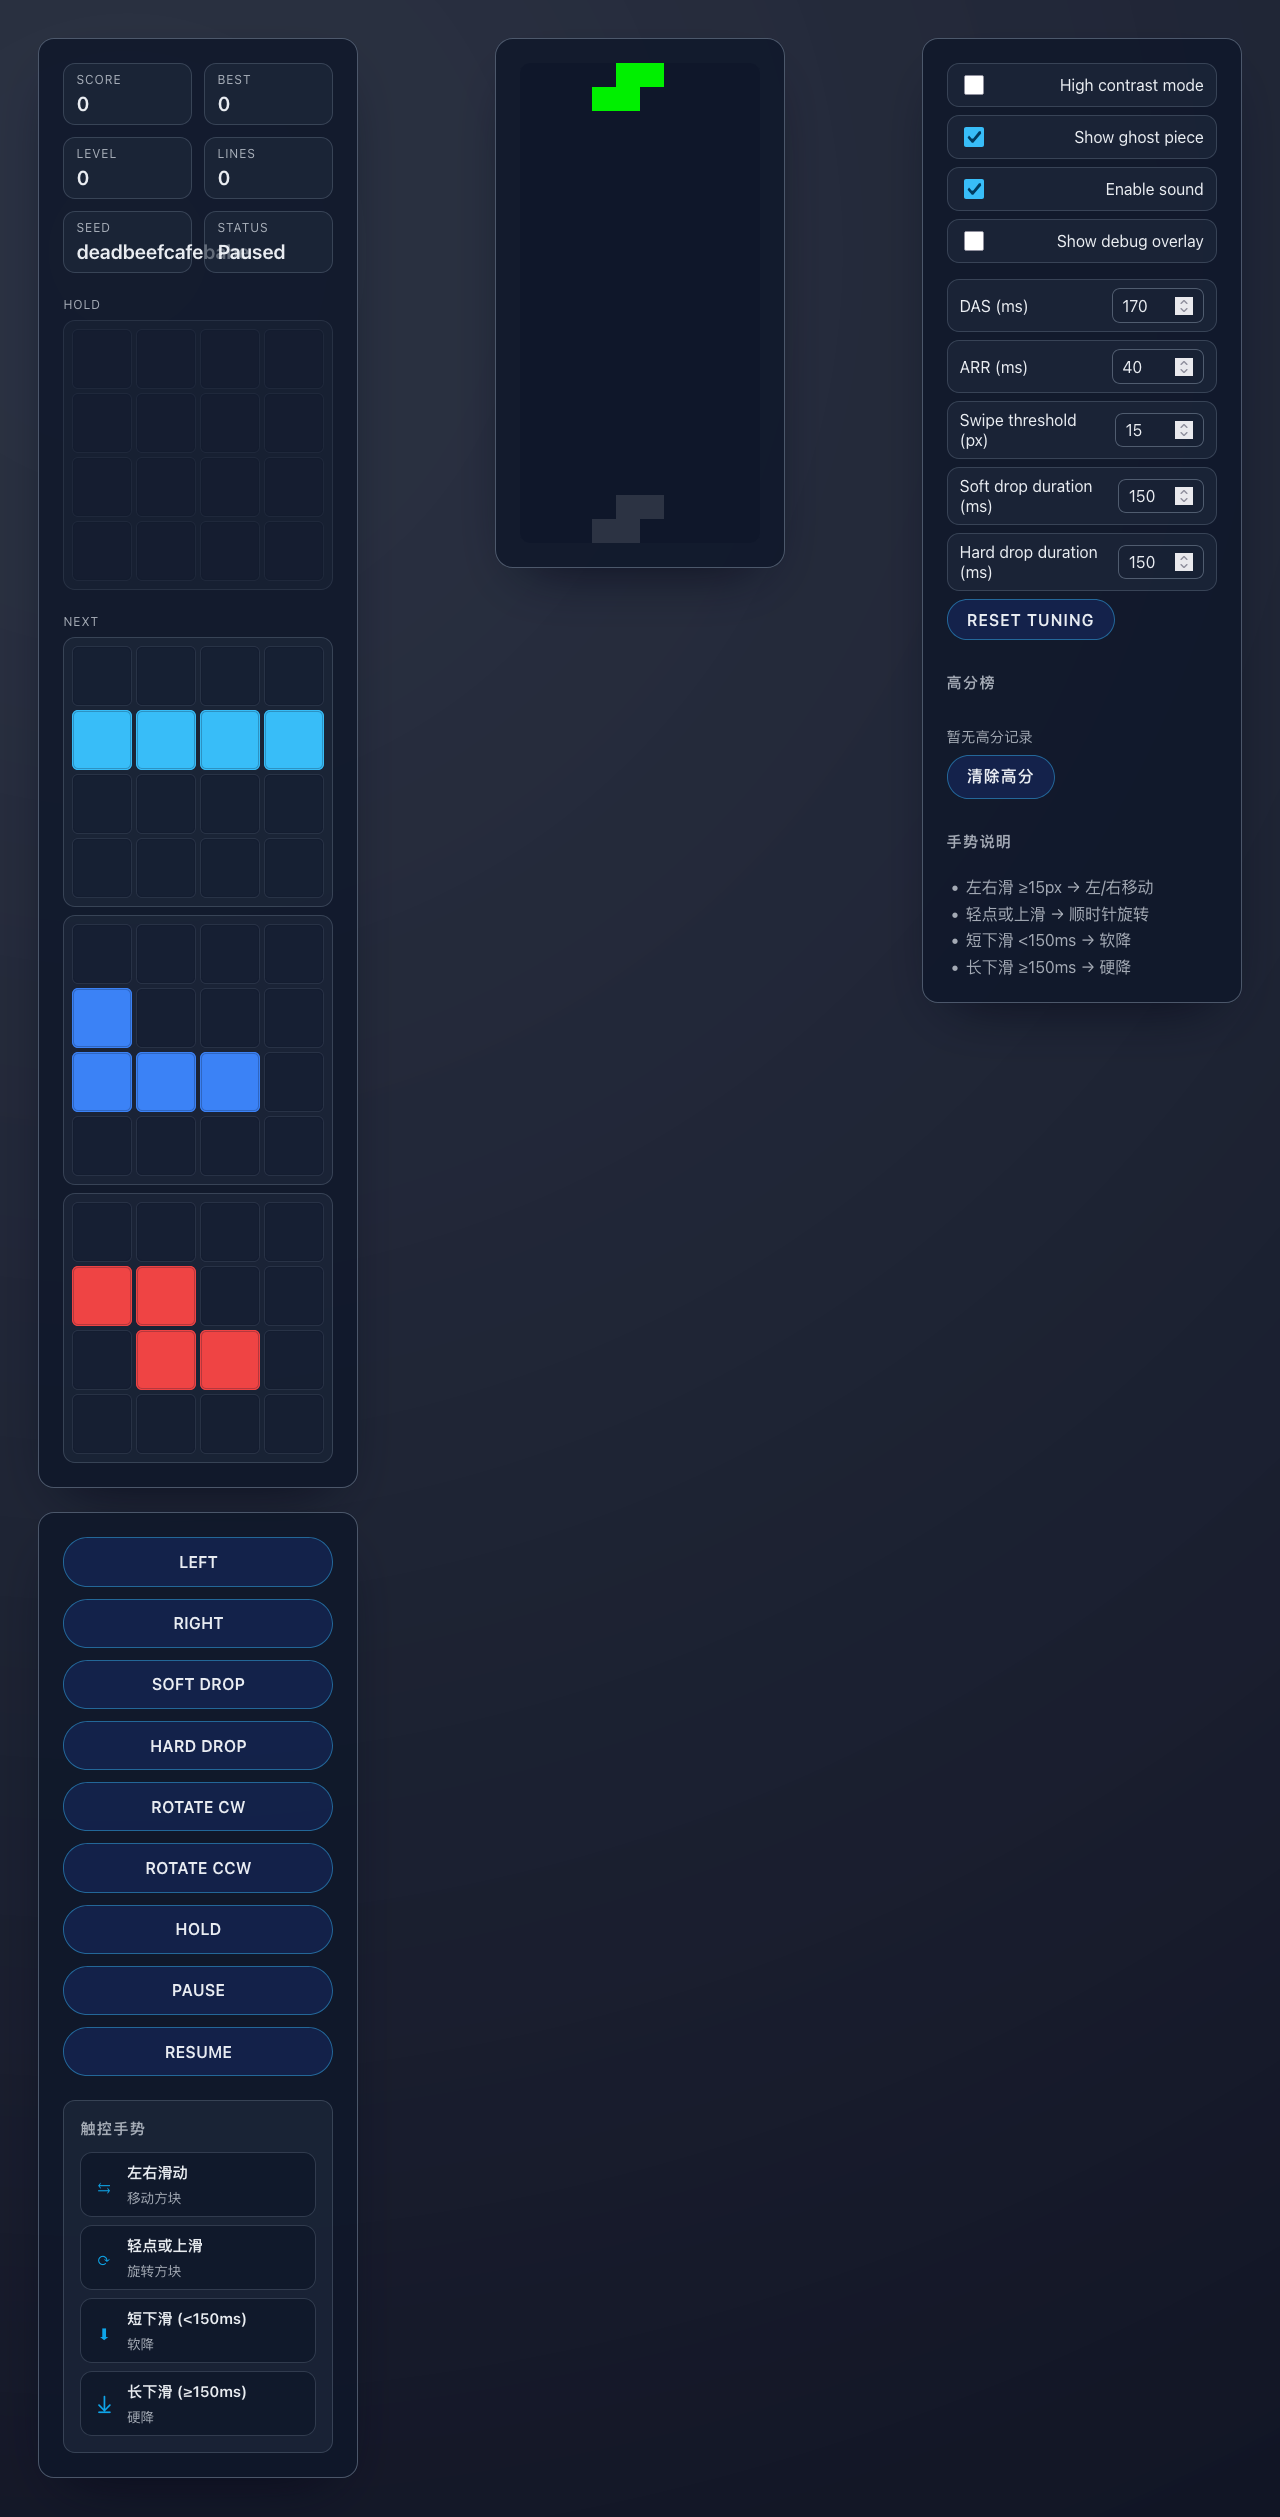 SCORE
0
BEST
0
LEVEL
0
LINES
0
SEED
deadbeefcafe
STATUS
Paused
HOLD
NEXT
LEFT
RIGHT
SOFT DROP
HARD DROP
ROTATE CW
ROTATE CCW
HOLD
PAUSE
RESUME
触控手势
⇆
左右滑动
移动方块
⟳
轻点或上滑
旋转方块
⬇
短下滑 (<150ms)
软降
⤓
长下滑 (≥150ms)
硬降
High contrast mode
Show ghost piece
Enable sound
Show debug overlay
DAS (ms)
170
ARR (ms)
40
Swipe threshold
(px)
15
Soft drop duration
(ms)
150
Hard drop duration
(ms)
150
RESET TUNING
高分榜
暂无高分记录
清除高分
手势说明
• 左右滑 ≥15px → 左/右移动
• 轻点或上滑 → 顺时针旋转
• 短下滑 <150ms → 软降
• 长下滑 ≥150ms → 硬降